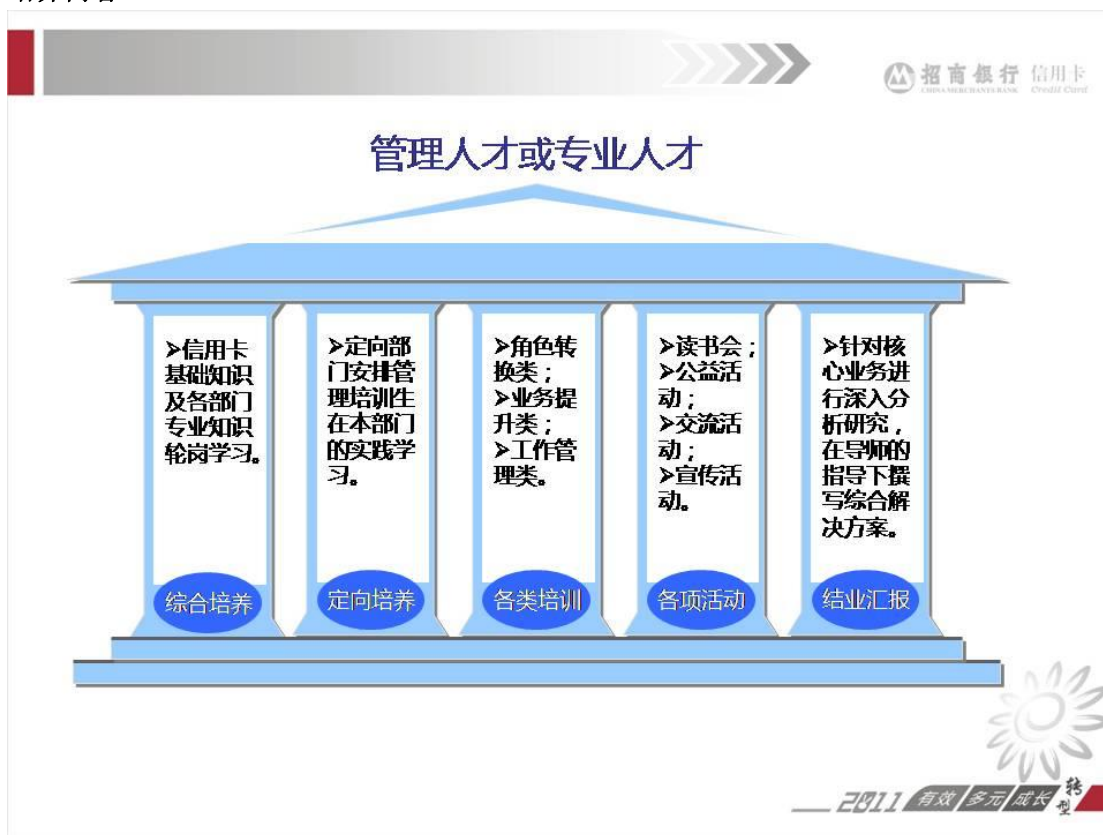 招商银行 信用卡
CHINA MERCHANTS BANK Credit Card
管理人才或专业人才
➢信用卡
基础知识
及各部门
专业知识
轮岗学习。
➢定向部
门安排管
理培训生
在本部门
的实践学
习。
➢角色转
换类；
➢业务提
升类；
➢工作管
理类。
➢读书会；
➢公益活
动；
➢交流活
动；
➢宣传活
动。
➢针对核
心业务进
行深入分
析研究，
在导师的
指导下撰
写综合解
决方案。
综合培养
定向培养
各类培训
各项活动
结业汇报
2011 有效 多元 成长 转型